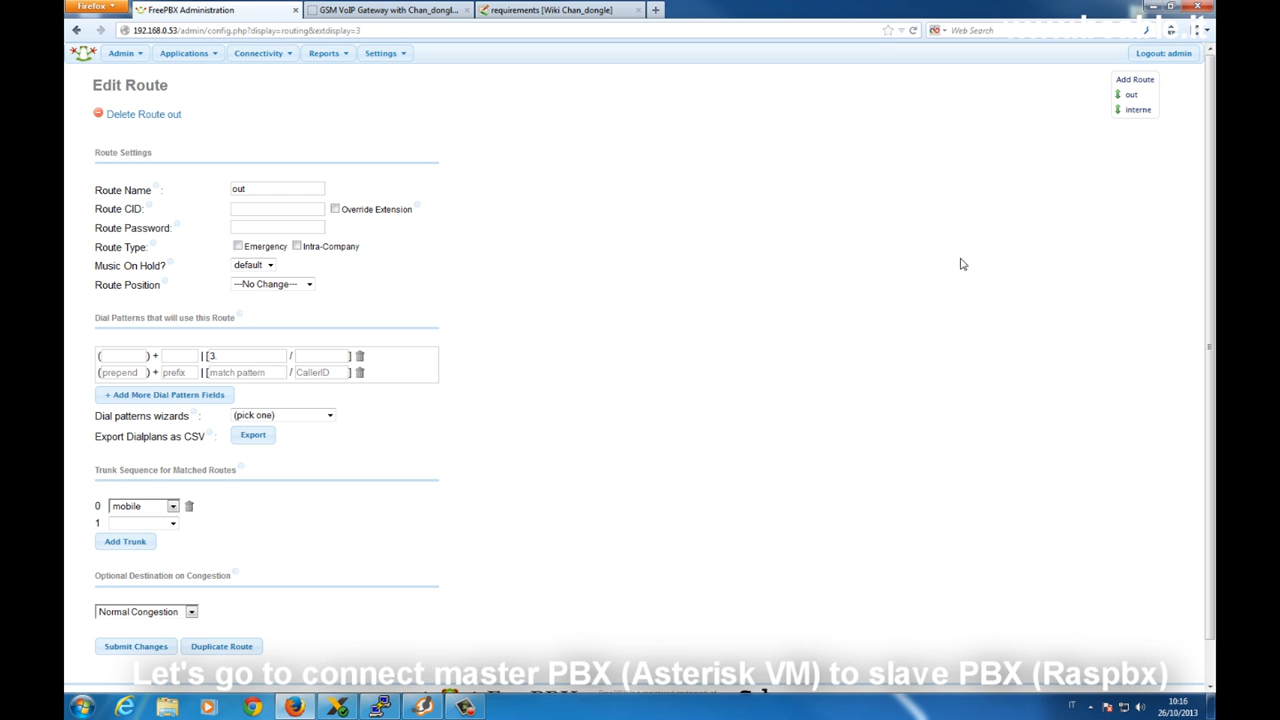 Firefox
FreePBX Administration
GSM VoIP Gateway with Chan_dongl...
requirements [Wiki Chan_dongle]
192.168.0.53/admin/config.php?display=routing&extdisplay=3
Web Search
Admin
Applications
Connectivity
Reports
Settings
Logout: admin
Edit Route
Add Route
out
interne
Delete Route out
Route Settings
Route Name :
out
Route CID:
Override Extension
Route Password:
Route Type:
Emergency
Intra-Company
Music On Hold?
default
Route Position
---No Change---
Dial Patterns that will use this Route
( ) + | [3. / ]
(prepend ) + prefix | [match pattern / CallerID ]
+ Add More Dial Pattern Fields
Dial patterns wizards :
(pick one)
Export Dialplans as CSV :
Export
Trunk Sequence for Matched Routes
0 mobile
1
Add Trunk
Optional Destination on Congestion
Normal Congestion
Submit Changes
Duplicate Route
Let's go to connect master PBX (Asterisk VM) to slave PBX (Raspbx)
IT
10:16
26/10/2013